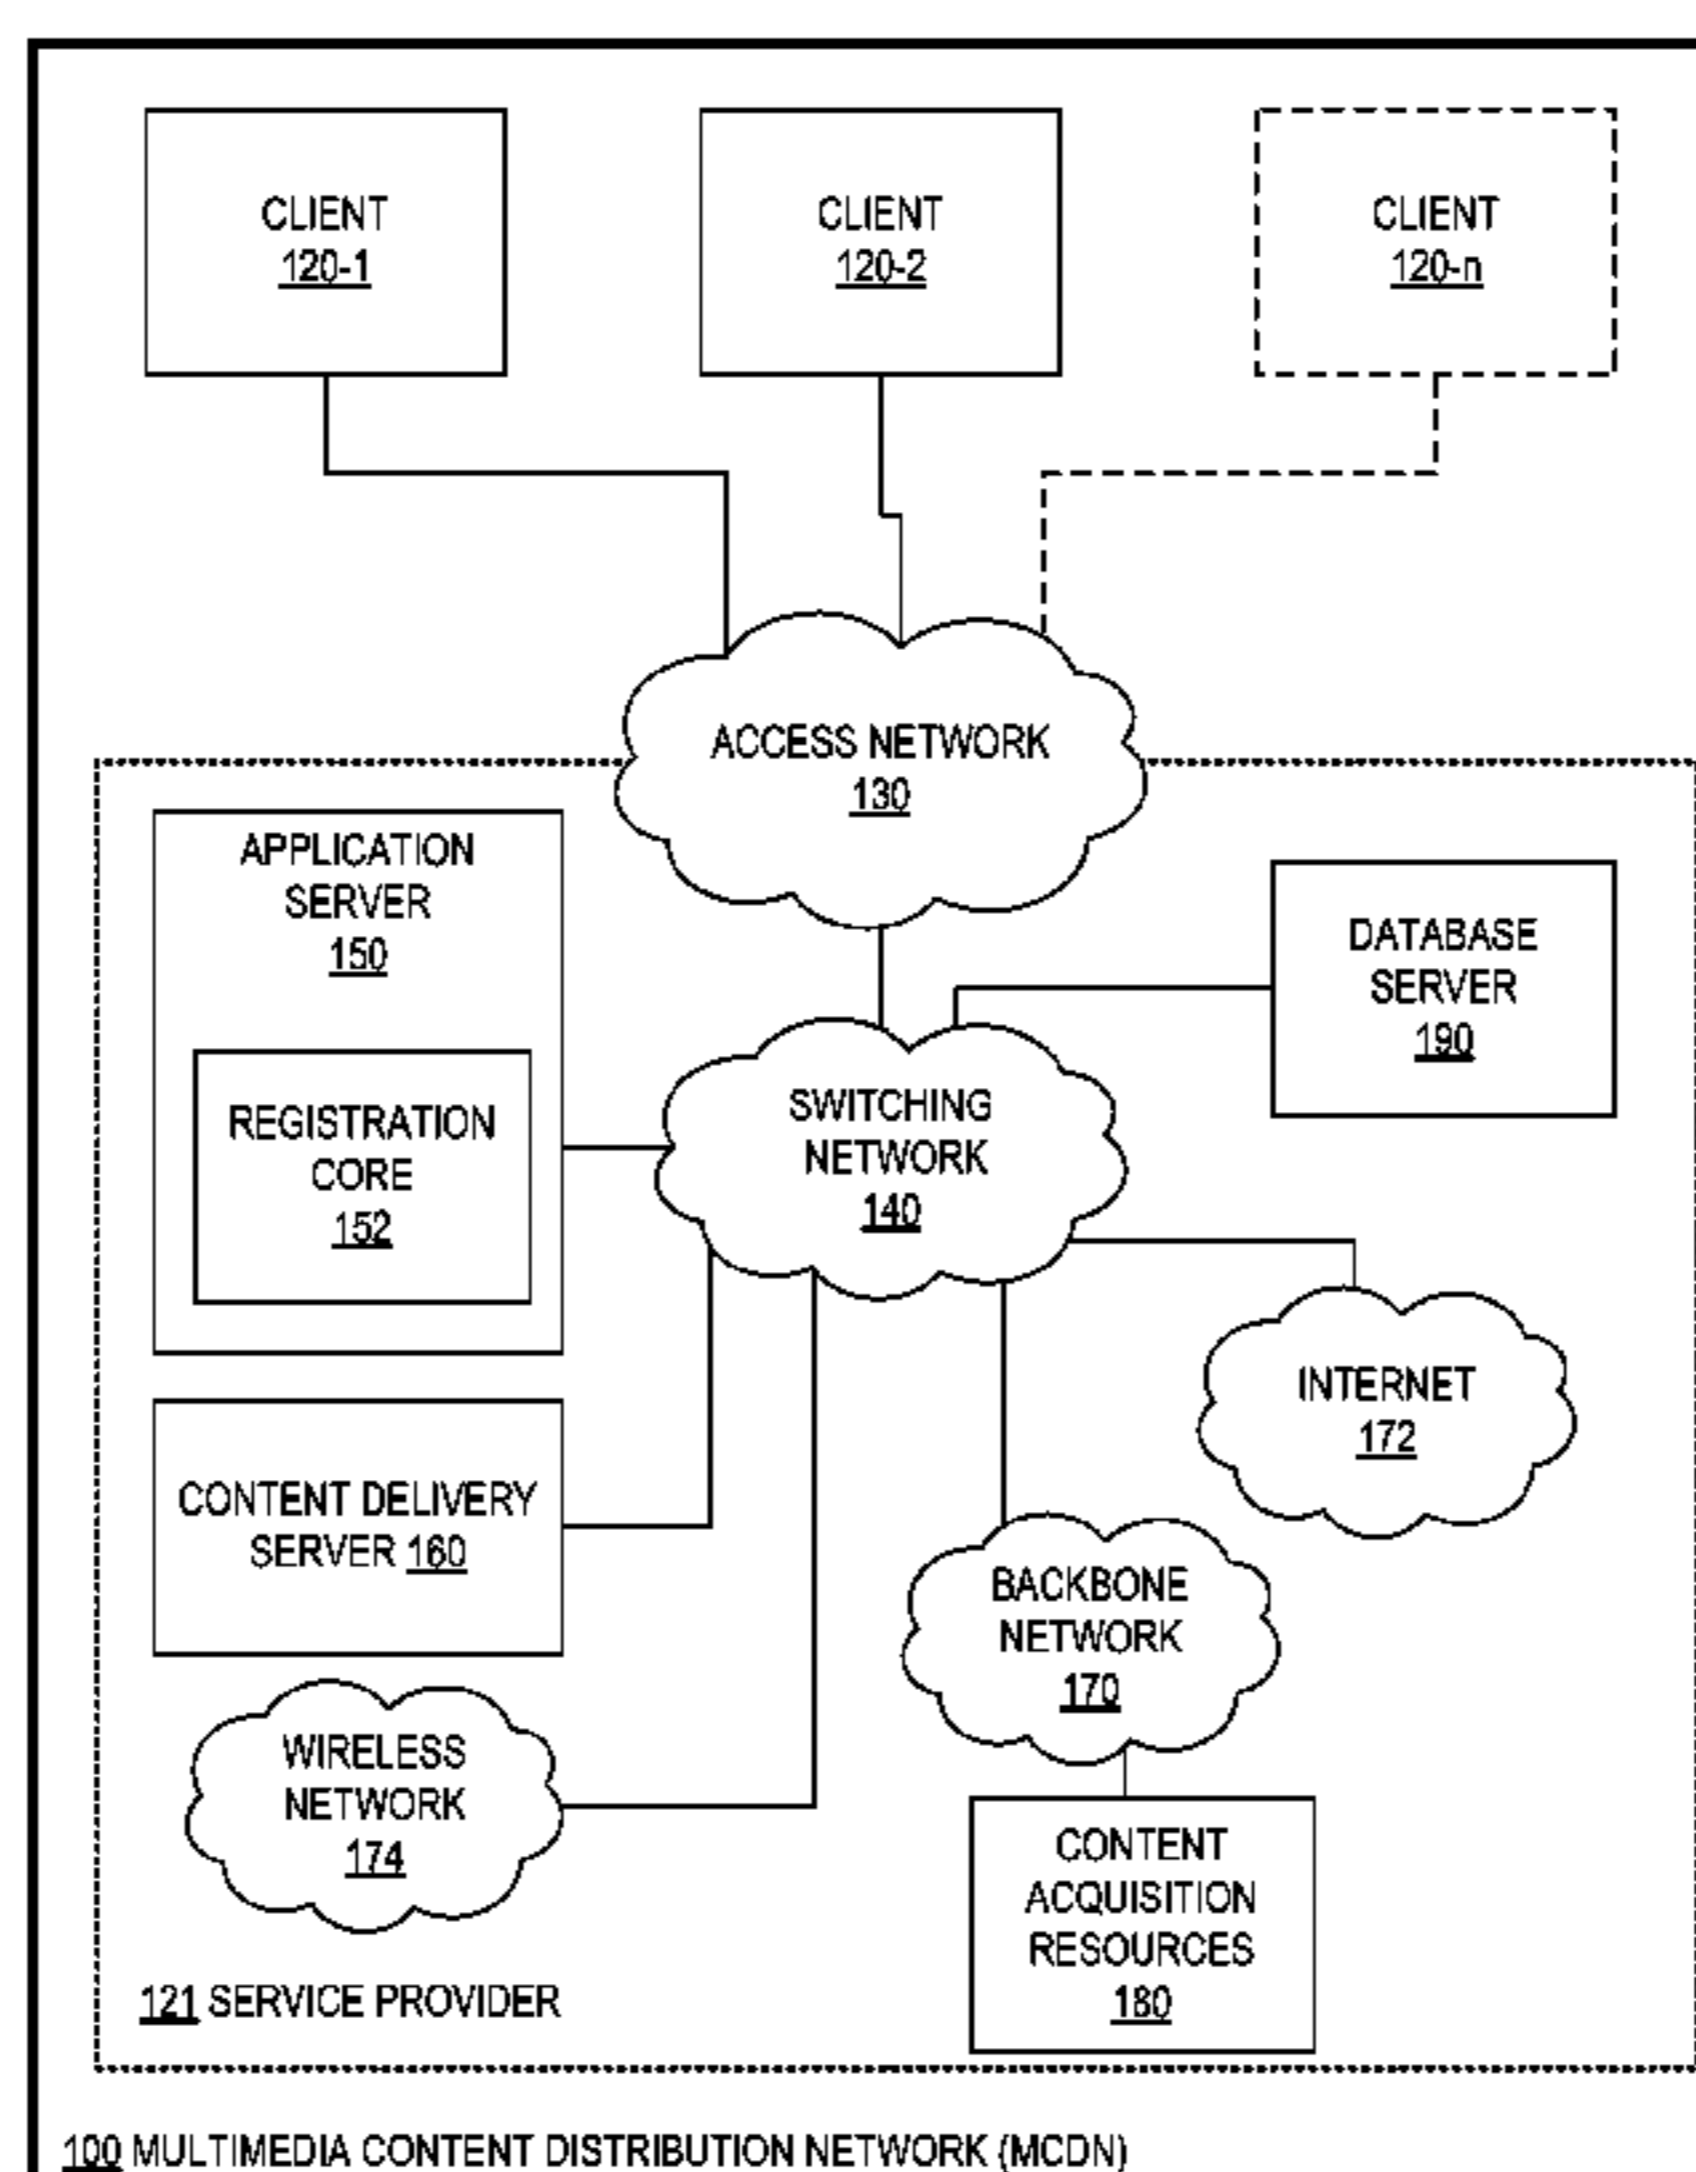 CLIENT
120-1
CLIENT
120-2
CLIENT
120-n
ACCESS NETWORK
130
APPLICATION
SERVER
150
REGISTRATION
CORE
152
DATABASE
SERVER
190
SWITCHING
NETWORK
140
INTERNET
172
CONTENT DELIVERY
SERVER 160
BACKBONE
NETWORK
170
WIRELESS
NETWORK
174
CONTENT
ACQUISITION
RESOURCES
180
121 SERVICE PROVIDER
100 MULTIMEDIA CONTENT DISTRIBUTION NETWORK (MCDN)